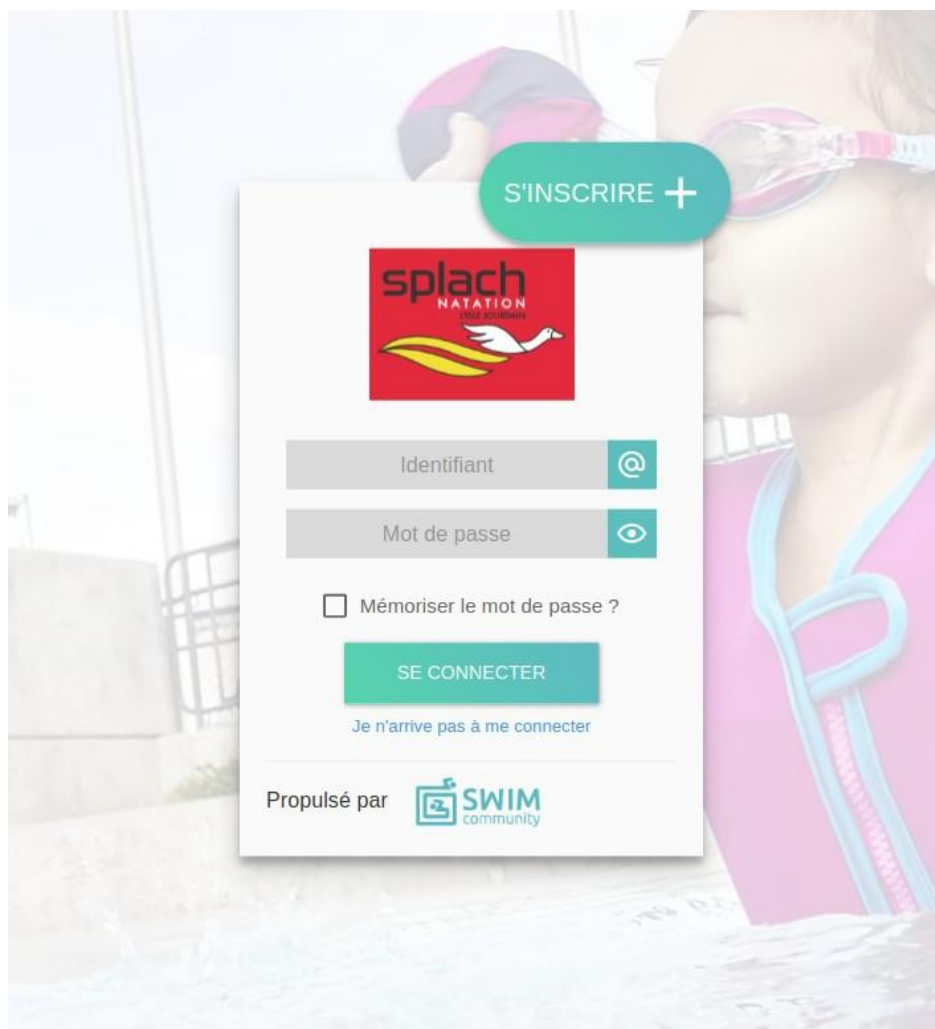 S'INSCRIRE +
splach
NATATION
L'ISLE JOURDAIN
Identifiant
@
Mot de passe
Mémoriser le mot de passe ?
SE CONNECTER
Je n'arrive pas à me connecter
Propulsé par
SWIM
community